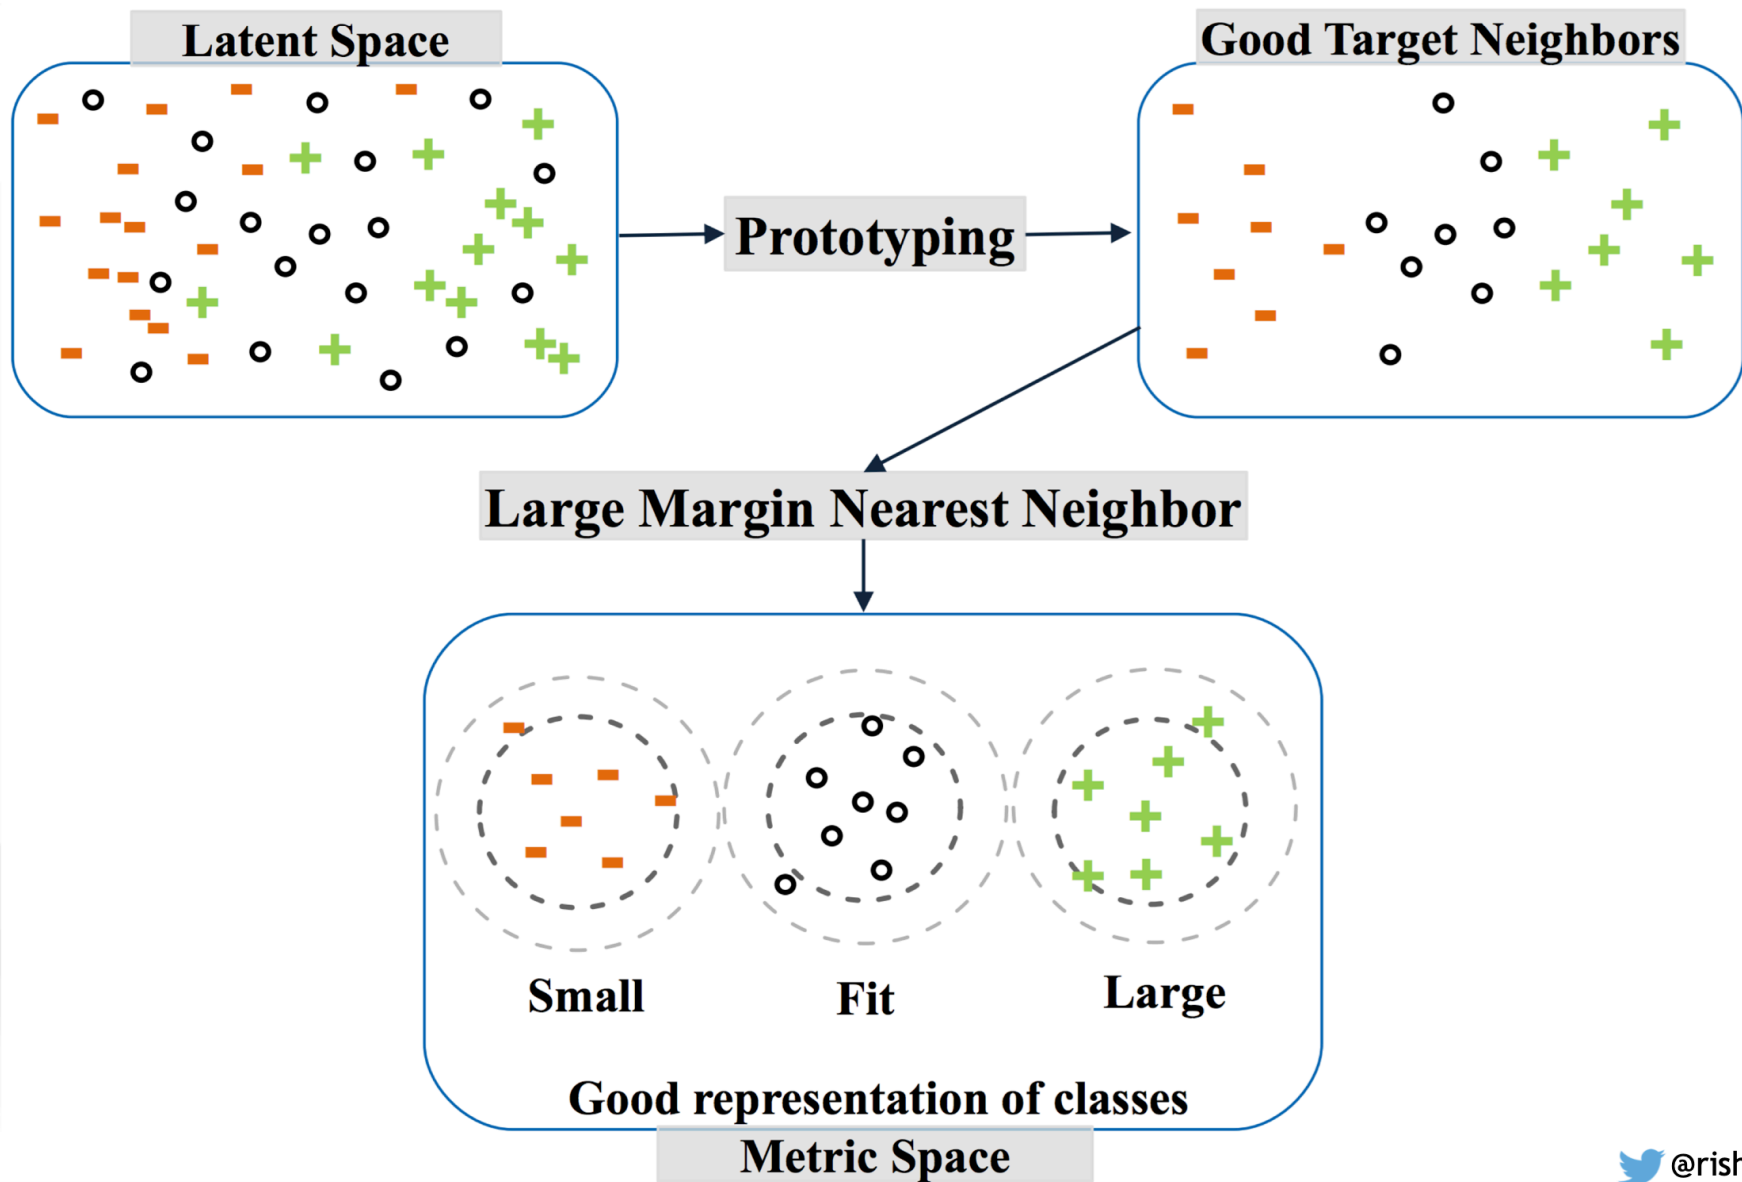 Latent Space
Good Target Neighbors
Prototyping
Large Margin Nearest Neighbor
Small
Fit
Large
Good representation of classes
Metric Space
@rish